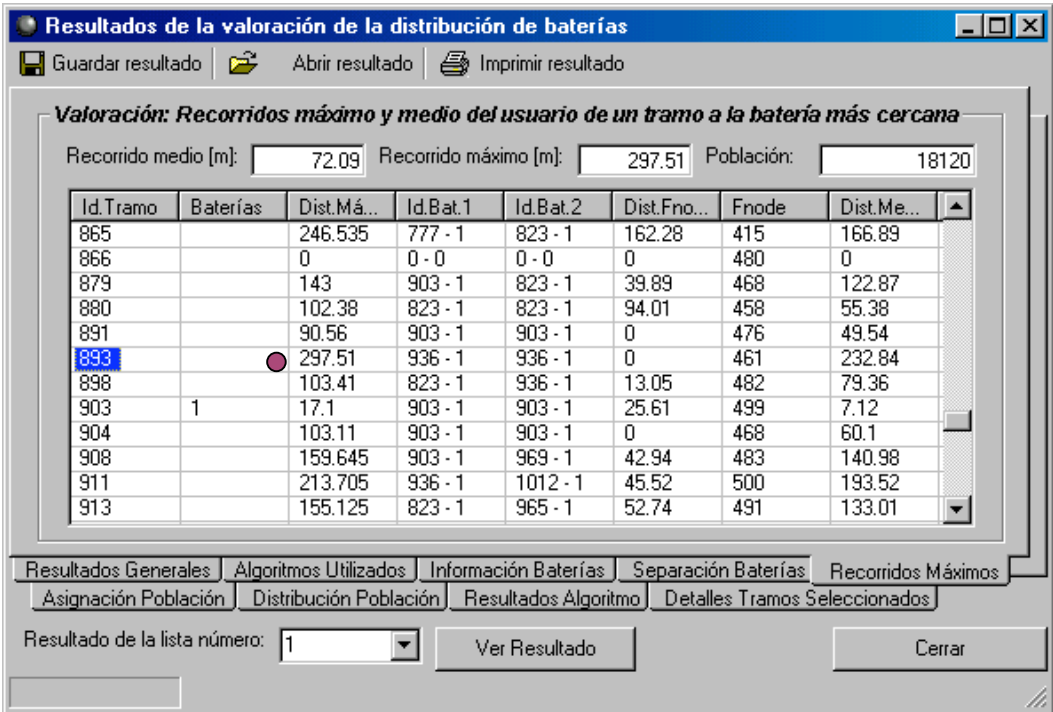 Resultados de la valoración de la distribución de baterías
Guardar resultado Abrir resultado Imprimir resultado
Valoración: Recorridos máximo y medio del usuario de un tramo a la batería más cercana
Recorrido medio [m]: 72.09 Recorrido máximo [m]: 297.51 Población: 18120
Id.Tramo Baterías Dist.Má... Id.Bat.1 Id.Bat.2 Dist.Fno... Fnode Dist.Me...
865 246.535 777 - 1 823 - 1 162.28 415 166.89
866 0 0 - 0 0 - 0 0 480 0
879 143 903 - 1 823 - 1 39.89 468 122.87
880 102.38 823 - 1 823 - 1 94.01 458 55.38
891 90.56 903 - 1 903 - 1 0 476 49.54
893 297.51 936 - 1 936 - 1 0 461 232.84
898 103.41 823 - 1 936 - 1 13.05 482 79.36
903 1 17.1 903 - 1 903 - 1 25.61 499 7.12
904 103.11 903 - 1 903 - 1 0 468 60.1
908 159.645 903 - 1 969 - 1 42.94 483 140.98
911 213.705 936 - 1 1012 - 1 45.52 500 193.52
913 155.125 823 - 1 965 - 1 52.74 491 133.01
Resultados Generales Algoritmos Utilizados Información Baterías Separación Baterías Recorridos Máximos
Asignación Población Distribución Población Resultados Algoritmo Detalles Tramos Seleccionados
Resultado de la lista número: 1 Ver Resultado Cerrar